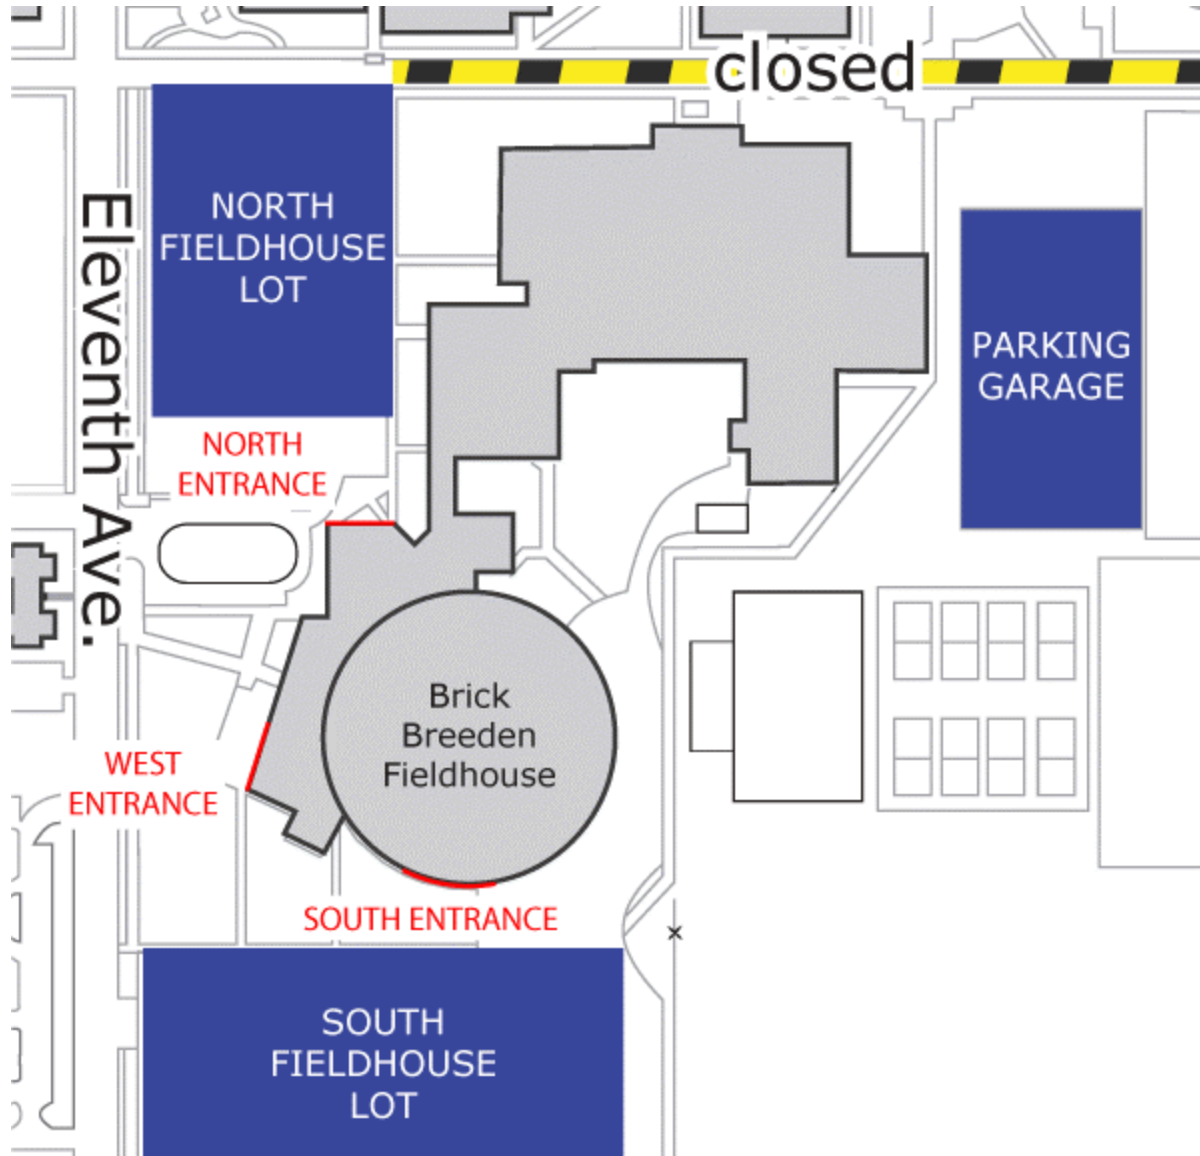 closed
NORTH
FIELDHOUSE
LOT
Eleventh Ave.
PARKING
GARAGE
NORTH
ENTRANCE
Brick
Breeden
Fieldhouse
WEST
ENTRANCE
SOUTH ENTRANCE
SOUTH
FIELDHOUSE
LOT